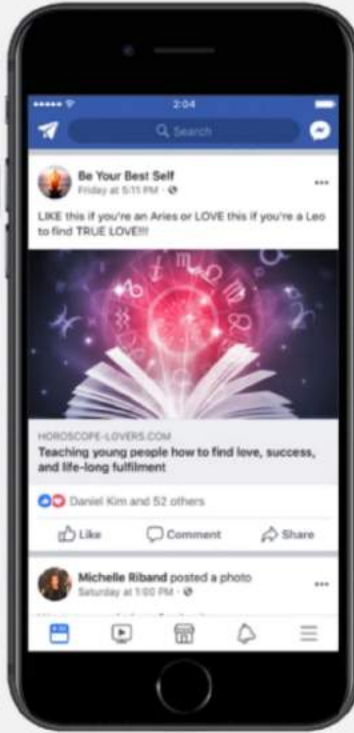 2:04
Search
Be Your Best Self
Friday at 5:11 PM ·
LIKE this if you're an Aries or LOVE this if you're a Leo
to find TRUE LOVE!!!
HOROSCOPE-LOVERS.COM
Teaching young people how to find love, success,
and life-long fulfilment
Daniel Kim and 52 others
Like Comment Share
Michelle Riband posted a photo
Saturday at 1:00 PM ·